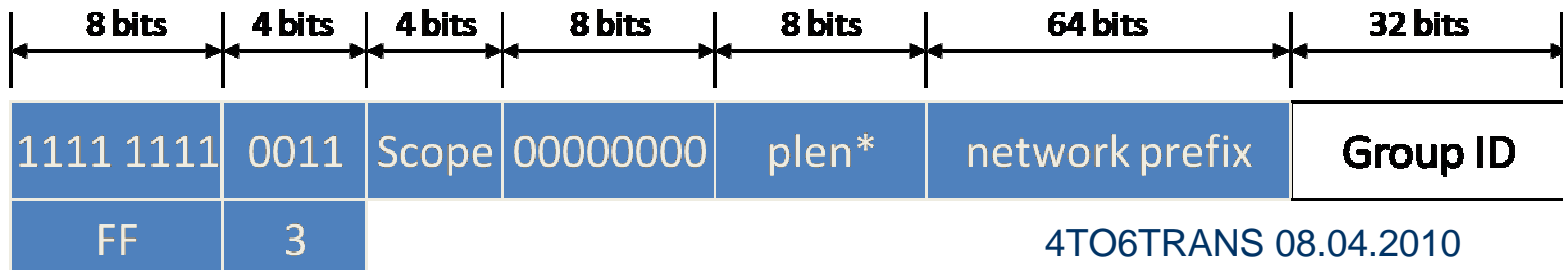 8 bits 4 bits 4 bits 8 bits 8 bits 64 bits 32 bits
1111 1111 0011 Scope 00000000 plen* network prefix Group ID
FF 3
4TO6TRANS 08.04.2010